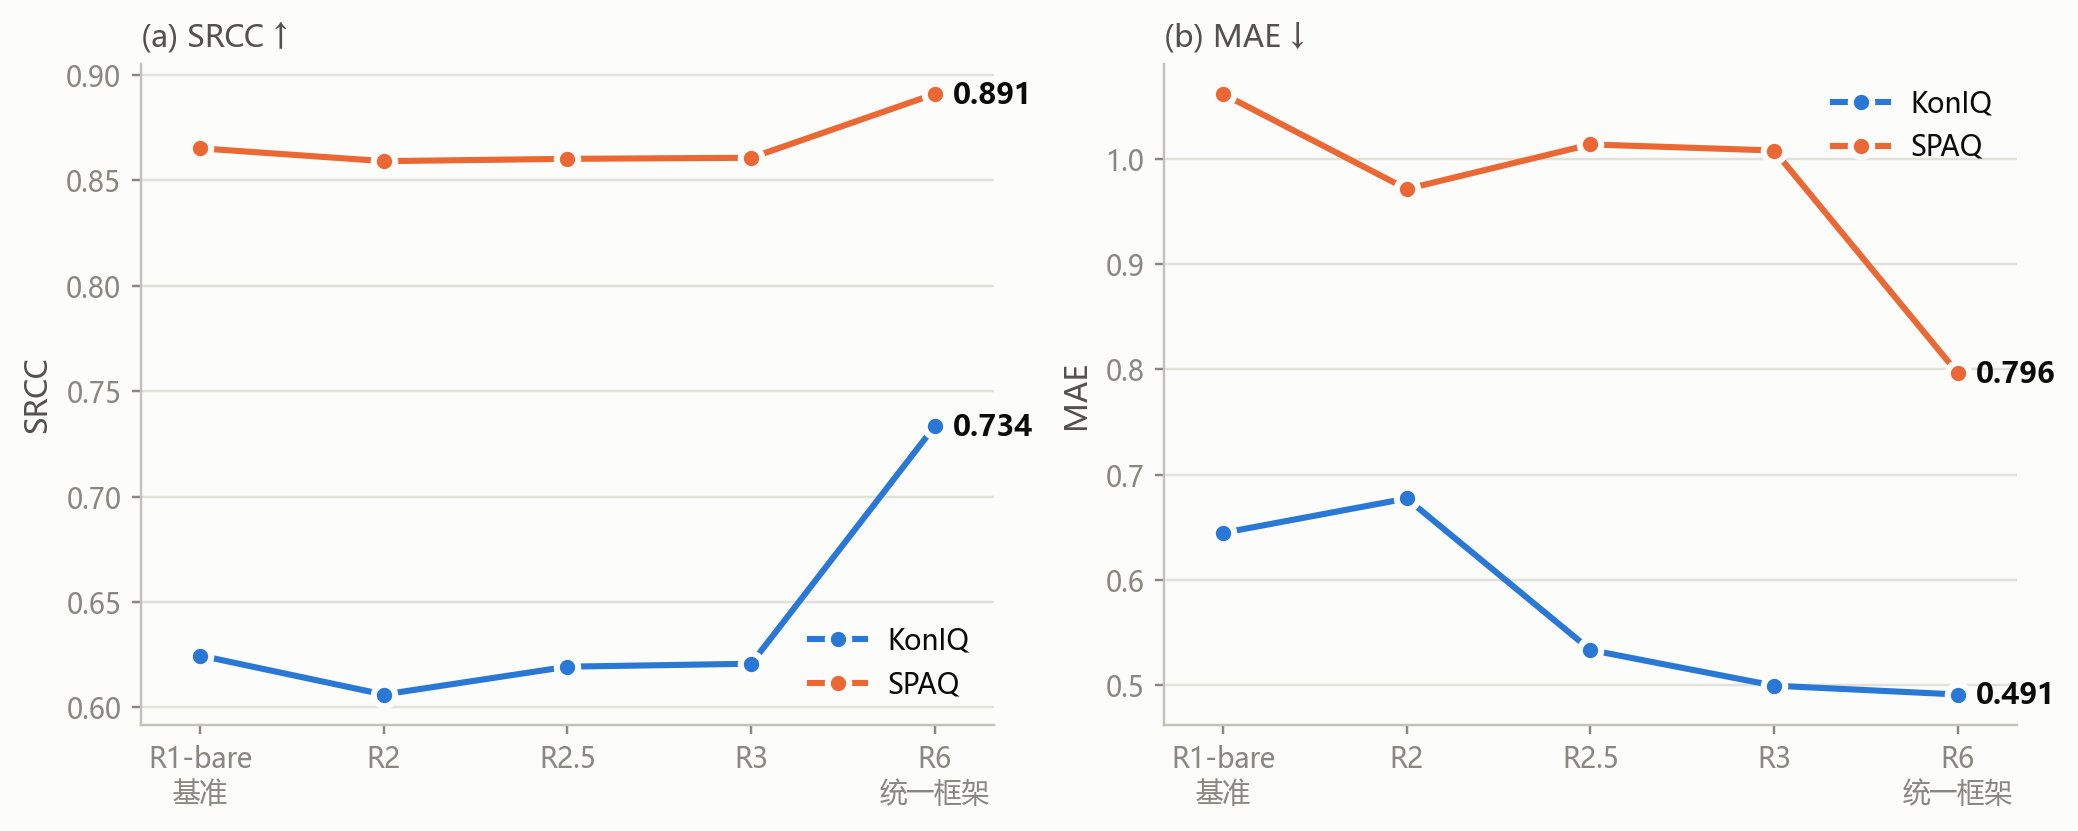 (a) SRCC ↑
SRCC
0.90
0.85
0.80
0.75
0.70
0.65
0.60
0.891
0.734
KonIQ
SPAQ
R1-bare
基准
R2
R2.5
R3
R6
统一框架
(b) MAE ↓
MAE
1.0
0.9
0.8
0.7
0.6
0.5
KonIQ
SPAQ
0.796
0.491
R1-bare
基准
R2
R2.5
R3
R6
统一框架